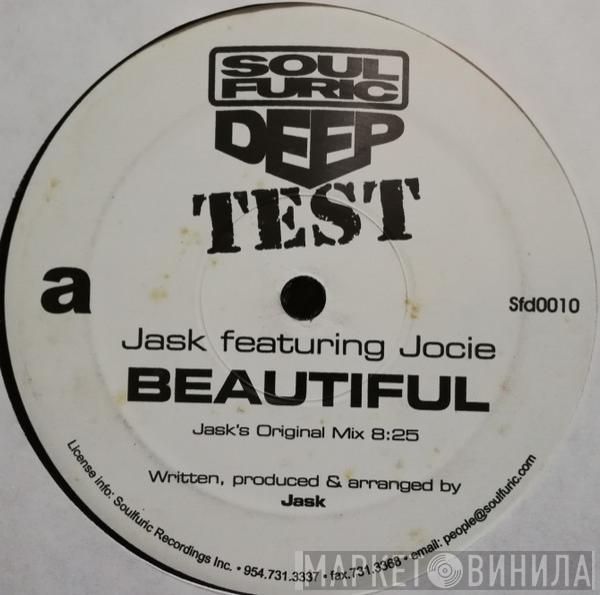 SOUL
FURIC
DEEP
TEST
a
Sfd0010
Jask featuring Jocie
BEAUTIFUL
Jask's Original Mix 8:25
Written, produced & arranged by
Jask
License info: Soulfuric Recordings Inc. • 954.731.3337 • fax.731.3368 • email: people@soulfuric.com
МАРКЕТ ВИНИЛА